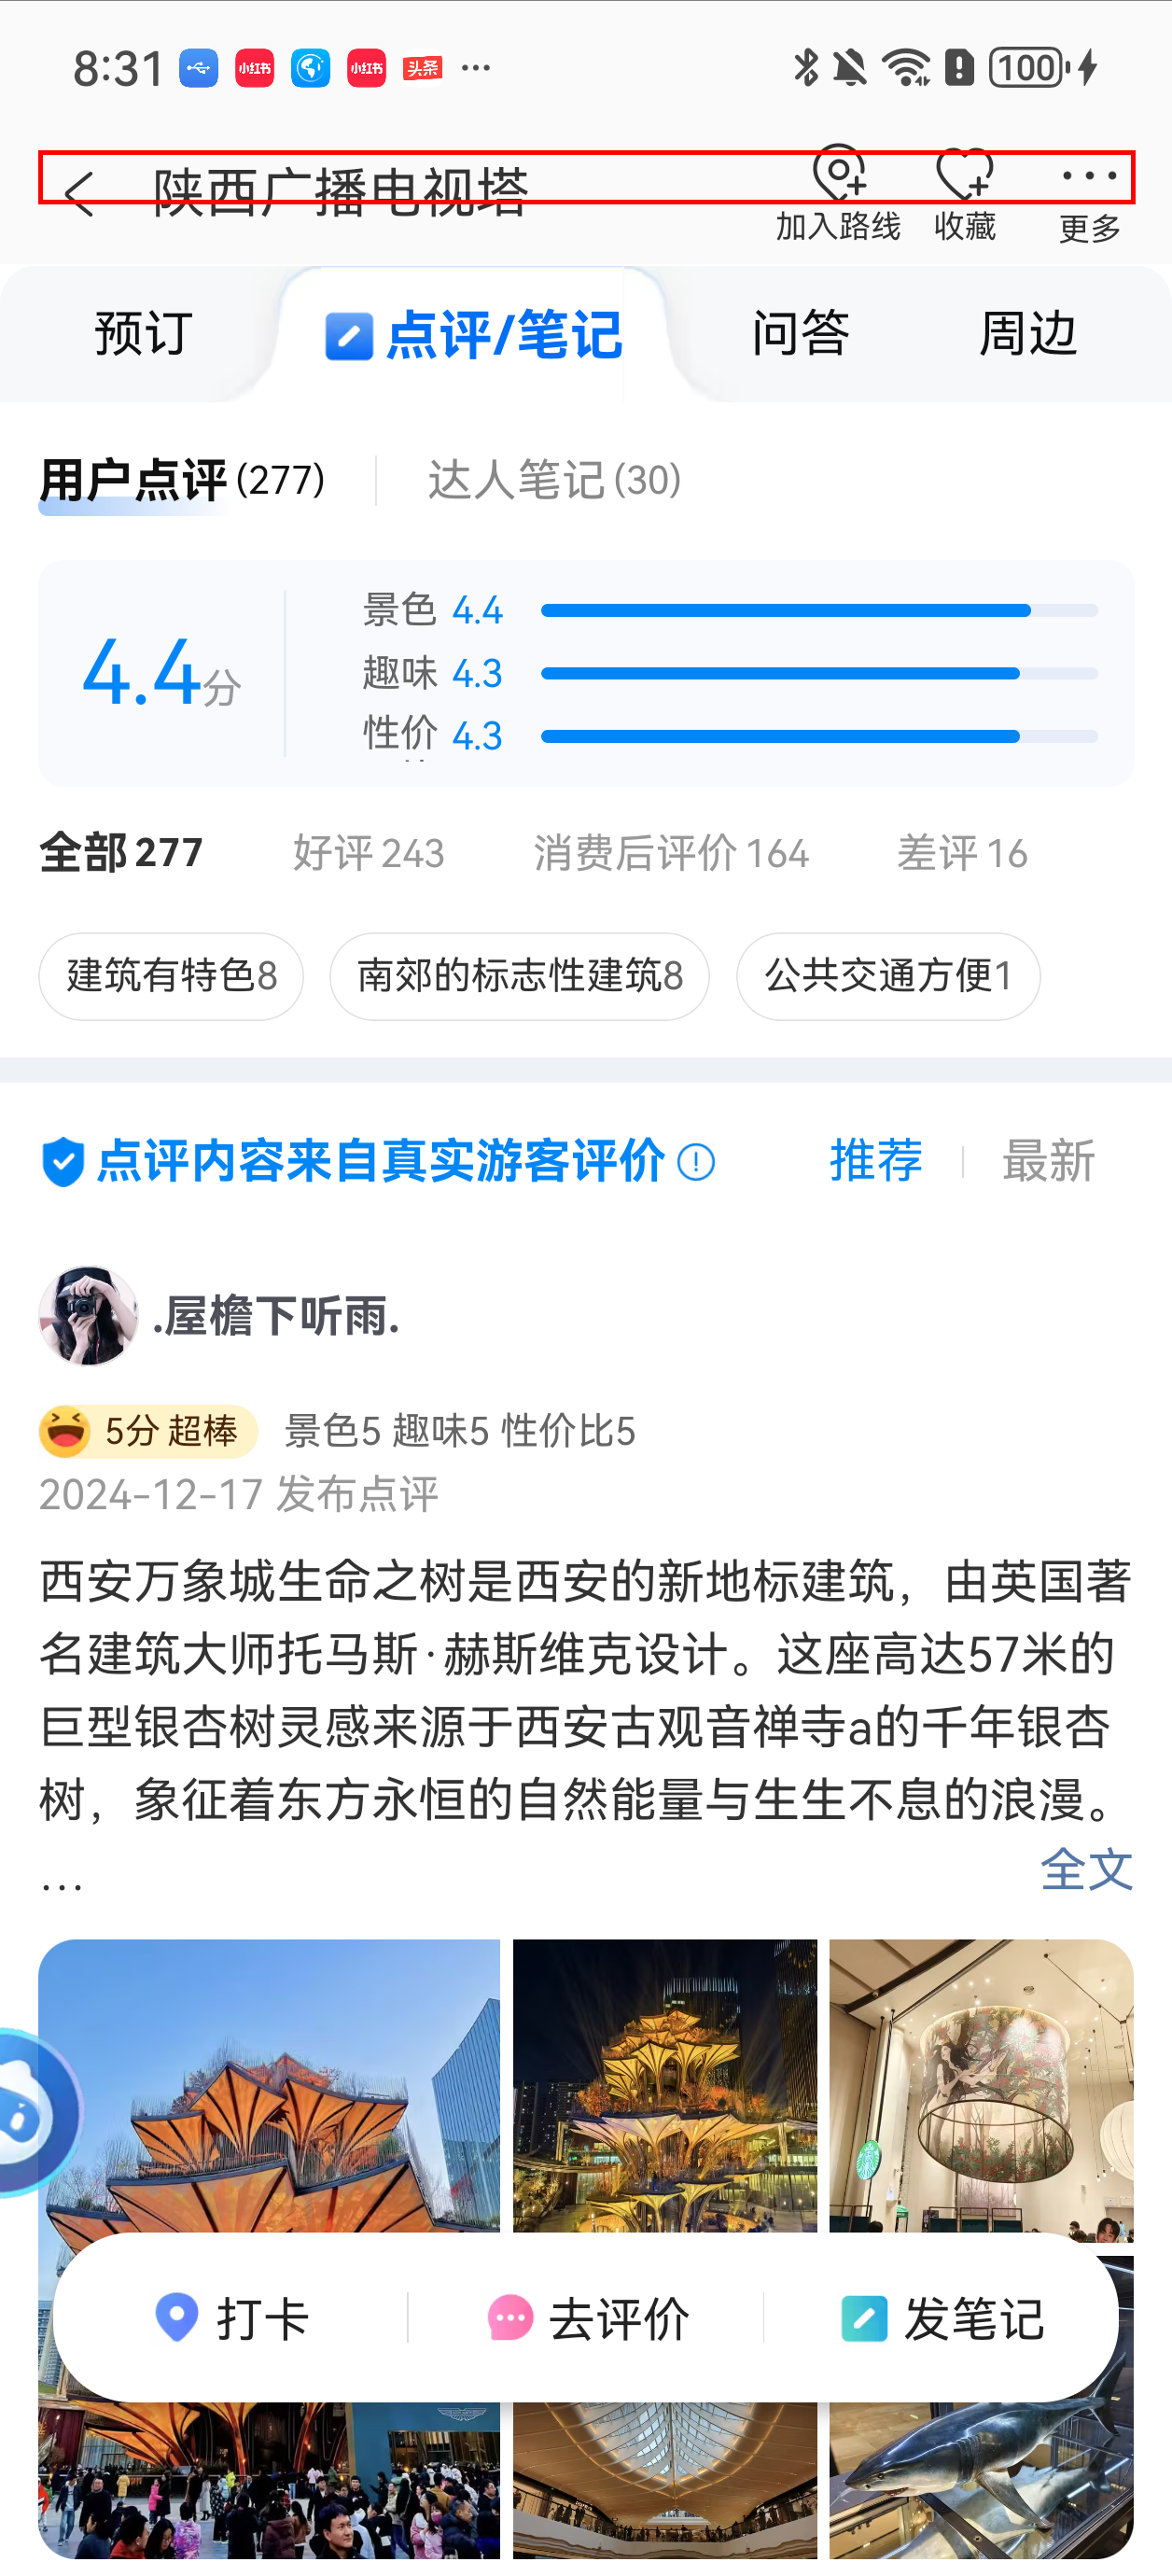 8:31 小红书 小红书 头条 ... 100
陕西广播电视塔 加入路线 收藏 更多
预订 点评/笔记 问答 周边
用户点评(277) 达人笔记(30)
4.4分
景色 4.4
趣味 4.3
性价 4.3
全部277 好评243 消费后评价164 差评16
建筑有特色8 南郊的标志性建筑8 公共交通方便1
点评内容来自真实游客评价 推荐 最新
.屋檐下听雨.
5分 超棒 景色5 趣味5 性价比5
2024-12-17 发布点评
西安万象城生命之树是西安的新地标建筑，由英国著
名建筑大师托马斯·赫斯维克设计。这座高达57米的
巨型银杏树灵感来源于西安古观音禅寺a的千年银杏
树，象征着东方永恒的自然能量与生生不息的浪漫。
... 全文
打卡 去评价 发笔记